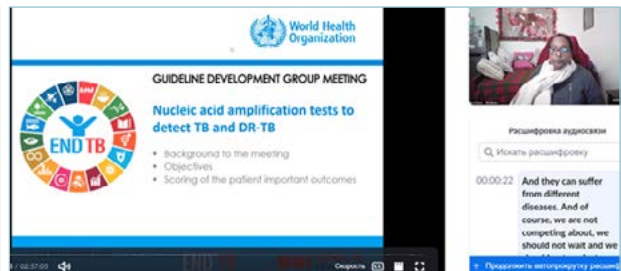 World Health
Organization
GUIDELINE DEVELOPMENT GROUP MEETING
Nucleic acid amplification tests to
detect TB and DR-TB
END TB
• Background to the meeting
• Objectives
• Scoring of the patient important outcomes
Скорость
Расшифровка аудиосвязи
Искать расшифровку
00:00:22
And they can suffer
from different
diseases. And of
course, we are not
competing about, we
should not wait and we
+ Продолжить автопрокрутку